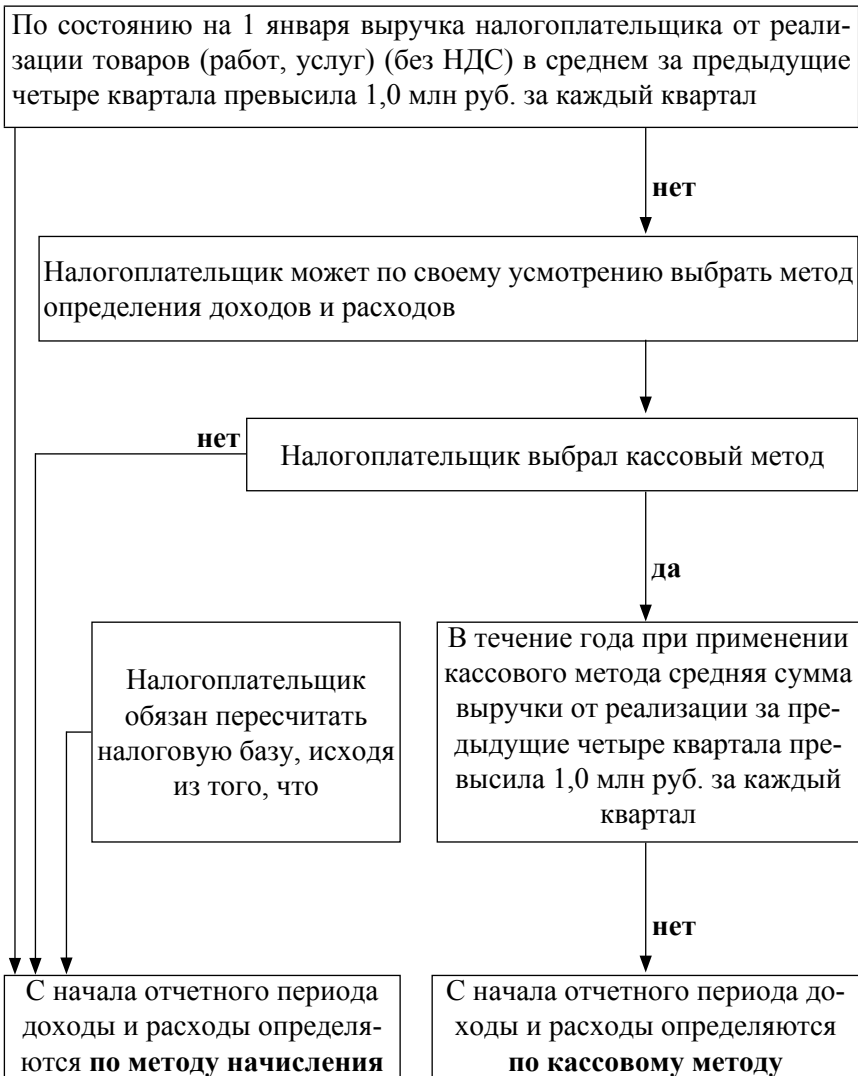 По состоянию на 1 января выручка налогоплательщика от реали-
зации товаров (работ, услуг) (без НДС) в среднем за предыдущие
четыре квартала превысила 1,0 млн руб. за каждый квартал
нет
Налогоплательщик может по своему усмотрению выбрать метод
определения доходов и расходов
нет
Налогоплательщик выбрал кассовый метод
да
Налогоплательщик
обязан пересчитать
налоговую базу, исходя
из того, что
В течение года при применении
кассового метода средняя сумма
выручки от реализации за пре-
дыдущие четыре квартала пре-
высила 1,0 млн руб. за каждый
квартал
нет
С начала отчетного периода
доходы и расходы определя-
ются по методу начисления
С начала отчетного периода до-
ходы и расходы определяются
по кассовому методу